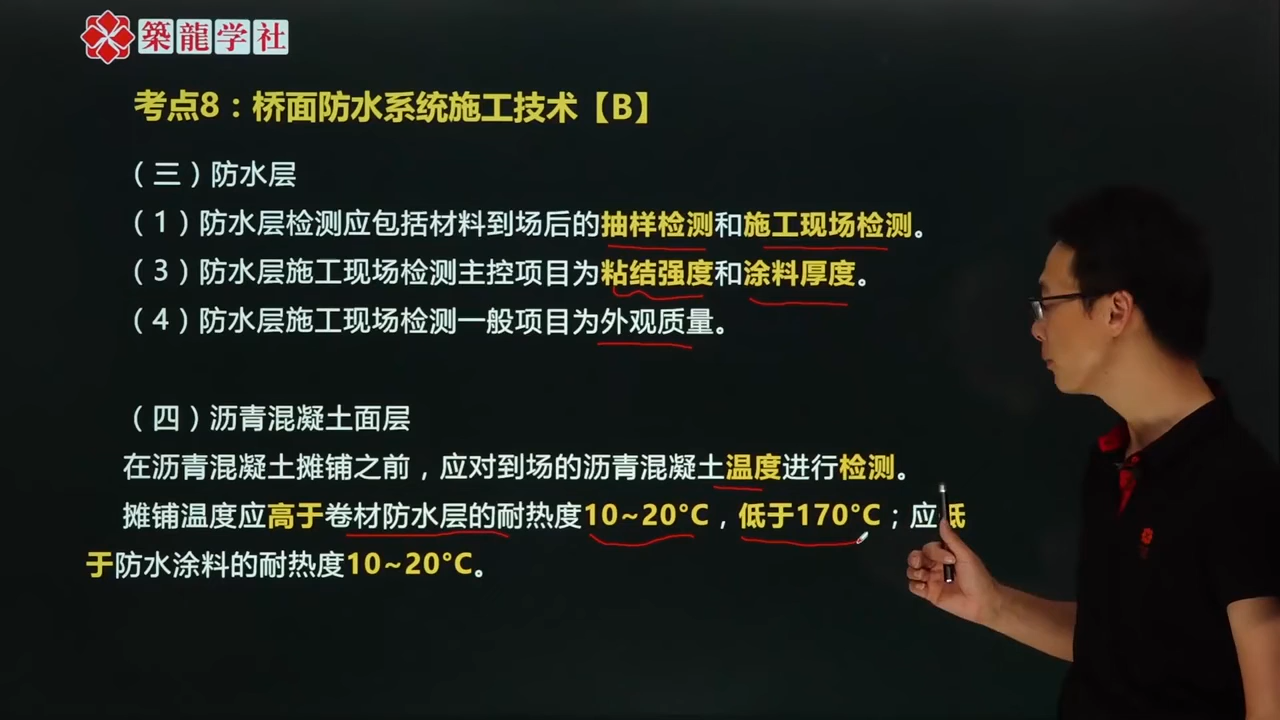 築龍学社
考点8：桥面防水系统施工技术【B】
（三）防水层
（1）防水层检测应包括材料到场后的抽样检测和施工现场检测。
（3）防水层施工现场检测主控项目为粘结强度和涂料厚度。
（4）防水层施工现场检测一般项目为外观质量。
（四）沥青混凝土面层
在沥青混凝土摊铺之前，应对到场的沥青混凝土温度进行检测。
摊铺温度应高于卷材防水层的耐热度10~20°C，低于170°C；应低
于防水涂料的耐热度10~20°C。